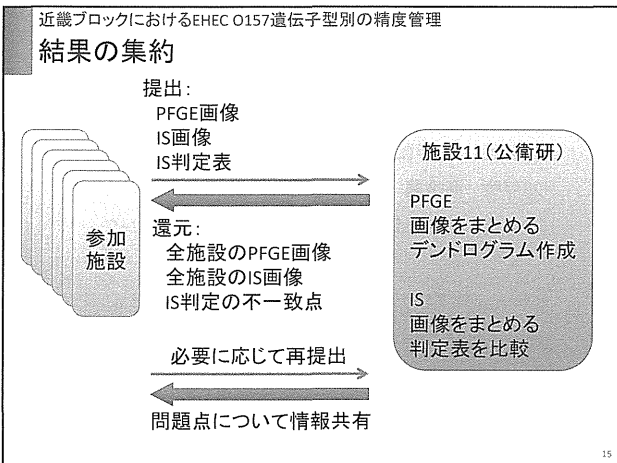 近畿ブロックにおけるEHEC O157遺伝子型別の精度管理
結果の集約
提出：
PFGE画像
IS画像
IS判定表
参加
施設
還元：
全施設のPFGE画像
全施設のIS画像
IS判定の不一致点
必要に応じて再提出
問題点について情報共有
施設11（公衛研）
PFGE
画像をまとめる
デンドログラム作成
IS
画像をまとめる
判定表を比較
15